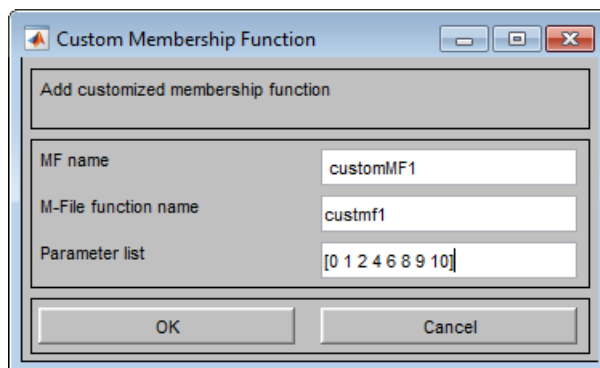 Custom Membership Function
Add customized membership function
MF name
customMF1
M-File function name
custmf1
Parameter list
[0 1 2 4 6 8 9 10]
OK
Cancel